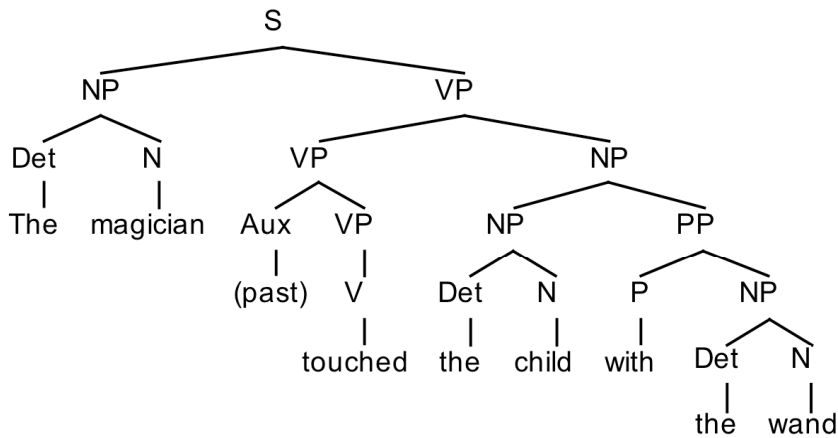 S
NP VP
Det N VP NP
The magician Aux VP NP PP
(past) V Det N P NP
touched the child with Det N
the wand